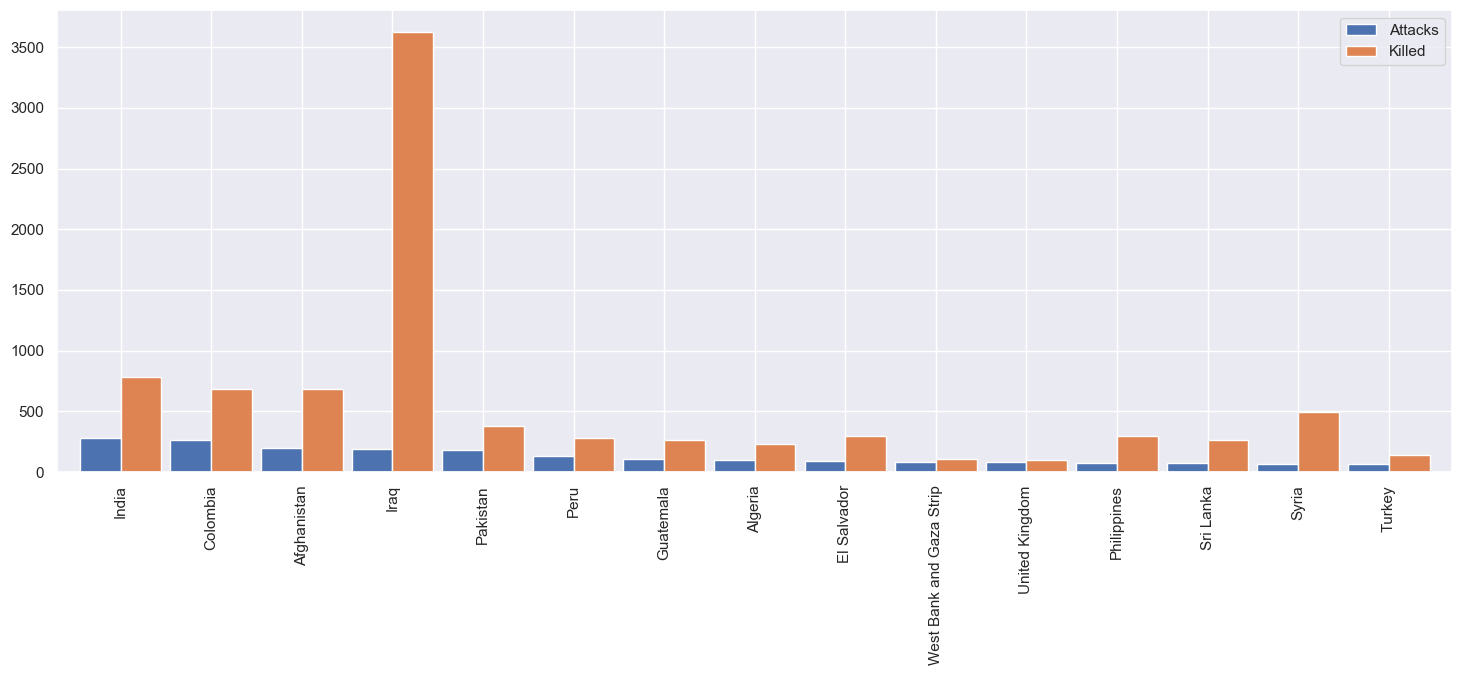 Attacks
Killed
3500
3000
2500
2000
1500
1000
500
0
India
Colombia
Afghanistan
Iraq
Pakistan
Peru
Guatemala
Algeria
El Salvador
West Bank and Gaza Strip
United Kingdom
Philippines
Sri Lanka
Syria
Turkey